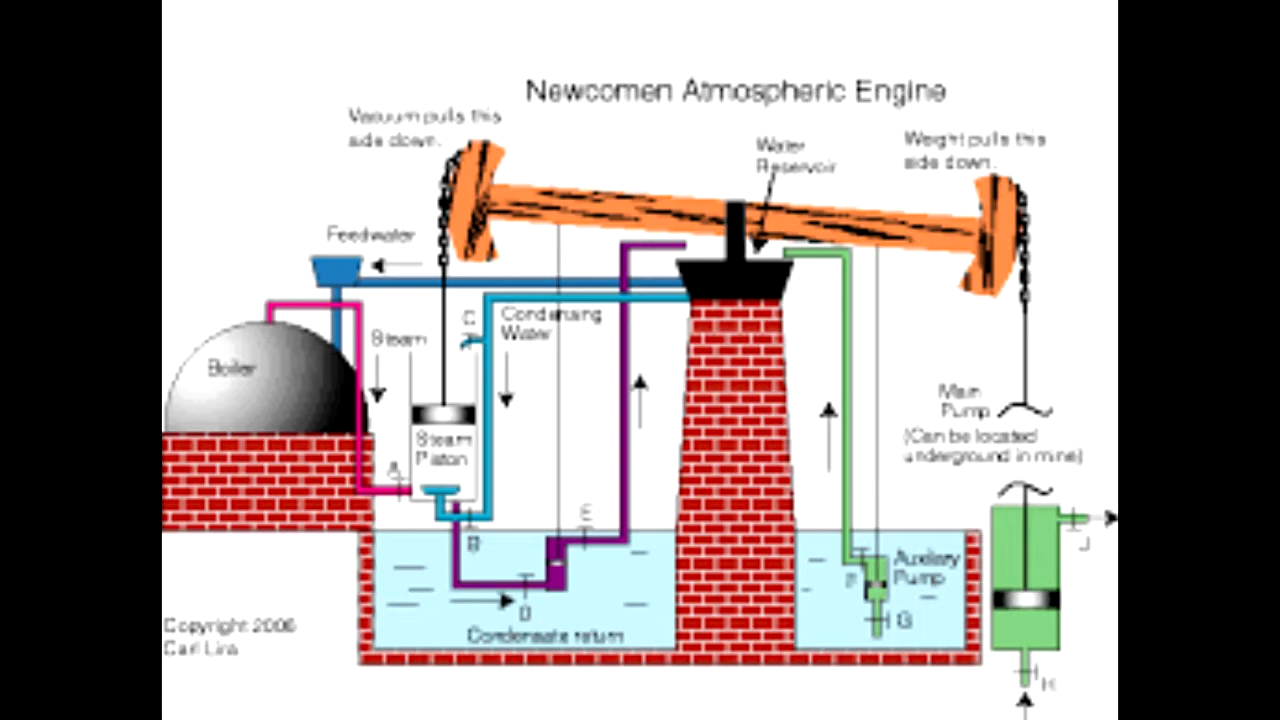 Newcomen Atmospheric Engine
Vacuum pulls this
side down.
Water
Reservoir
Weight pulls this
side down.
Feedwater
C
Condensing
Water
Steam
Boiler
Main
Pump
(Can be located
underground in mine)
Steam
Piston
A
B
E
J
Auxiliary
Pump
F
D
G
Condensate return
Copyright 2006
Carl Lira
H